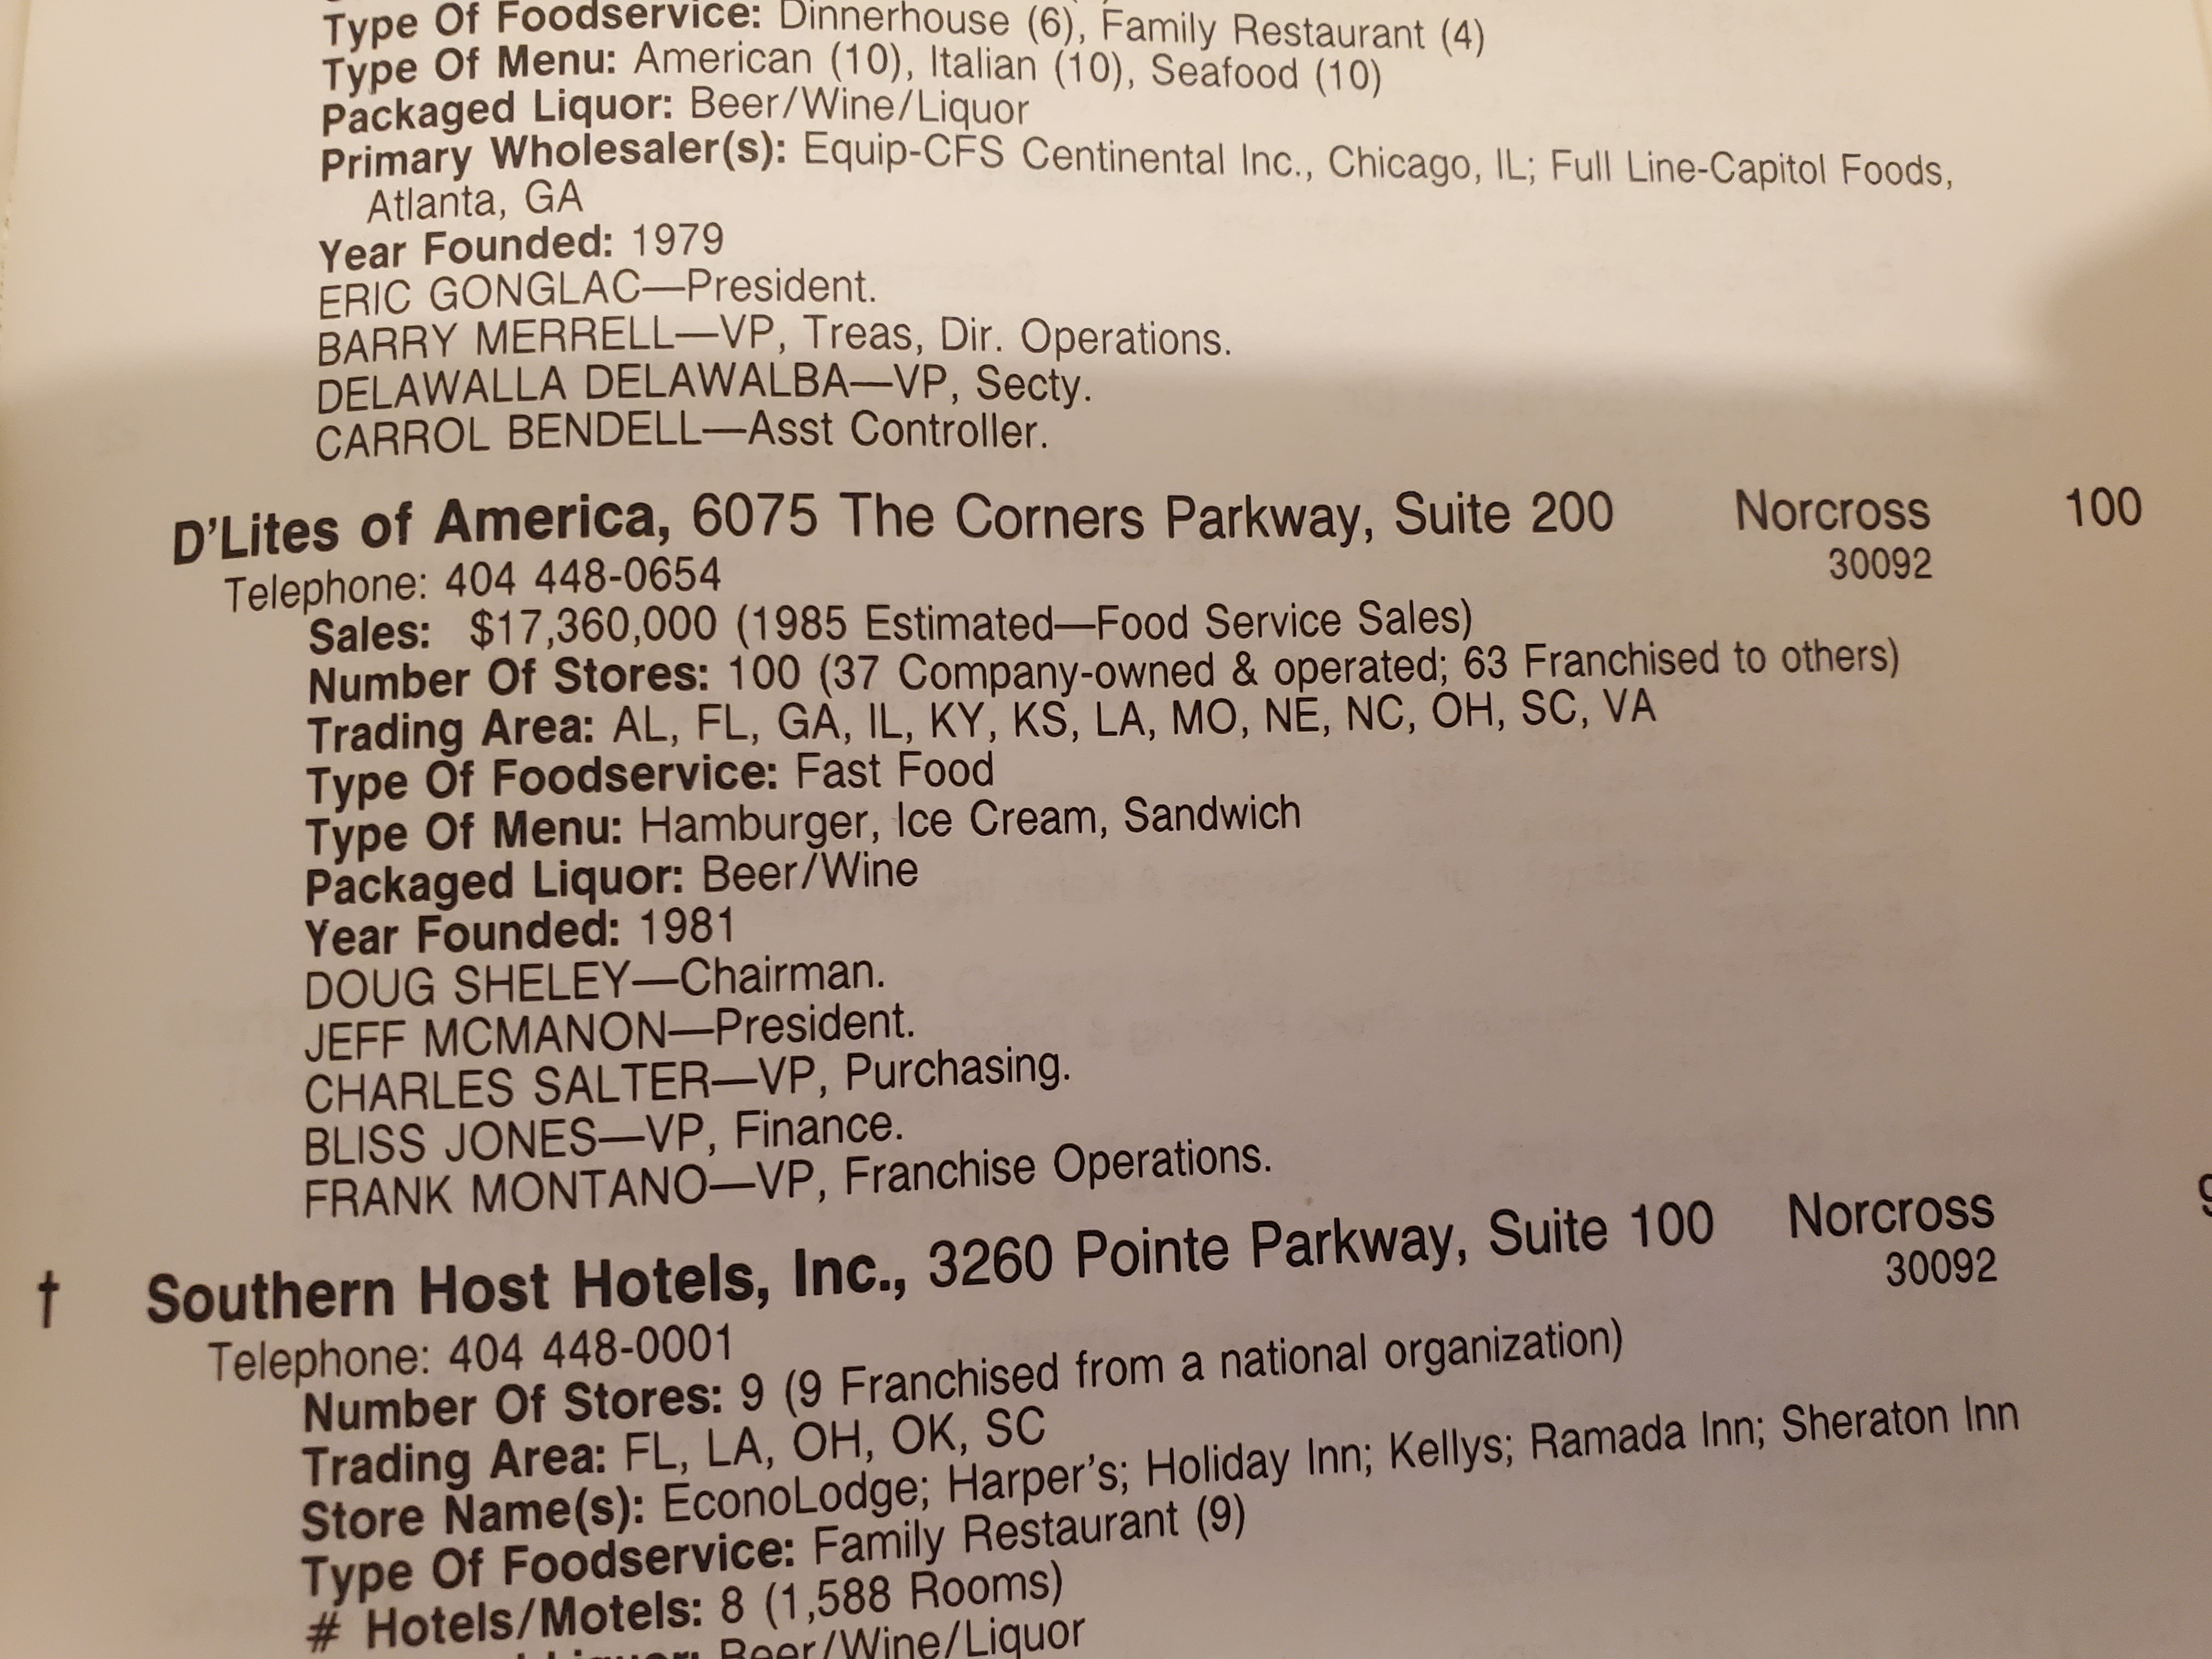 Type Of Foodservice: Dinnerhouse (6), Family Restaurant (4)
Type Of Menu: American (10), Italian (10), Seafood (10)
Packaged Liquor: Beer/Wine/Liquor
Primary Wholesaler(s): Equip-CFS Centinental Inc., Chicago, IL; Full Line-Capitol Foods,
Atlanta, GA
Year Founded: 1979
ERIC GONGLAC—President.
BARRY MERRELL—VP, Treas, Dir. Operations.
DELAWALLA DELAWALBA—VP, Secty.
CARROL BENDELL—Asst Controller.
D'Lites of America, 6075 The Corners Parkway, Suite 200 Norcross 100
30092
Telephone: 404 448-0654
Sales: $17,360,000 (1985 Estimated—Food Service Sales)
Number Of Stores: 100 (37 Company-owned & operated; 63 Franchised to others)
Trading Area: AL, FL, GA, IL, KY, KS, LA, MO, NE, NC, OH, SC, VA
Type Of Foodservice: Fast Food
Type Of Menu: Hamburger, Ice Cream, Sandwich
Packaged Liquor: Beer/Wine
Year Founded: 1981
DOUG SHELEY—Chairman.
JEFF MCMANON—President.
CHARLES SALTER—VP, Purchasing.
BLISS JONES—VP, Finance.
FRANK MONTANO—VP, Franchise Operations.
† Southern Host Hotels, Inc., 3260 Pointe Parkway, Suite 100 Norcross
30092
Telephone: 404 448-0001
Number Of Stores: 9 (9 Franchised from a national organization)
Trading Area: FL, LA, OH, OK, SC
Store Name(s): EconoLodge; Harper's; Holiday Inn; Kellys; Ramada Inn; Sheraton Inn
Type Of Foodservice: Family Restaurant (9)
# Hotels/Motels: 8 (1,588 Rooms)
Liquor: Beer/Wine/Liquor